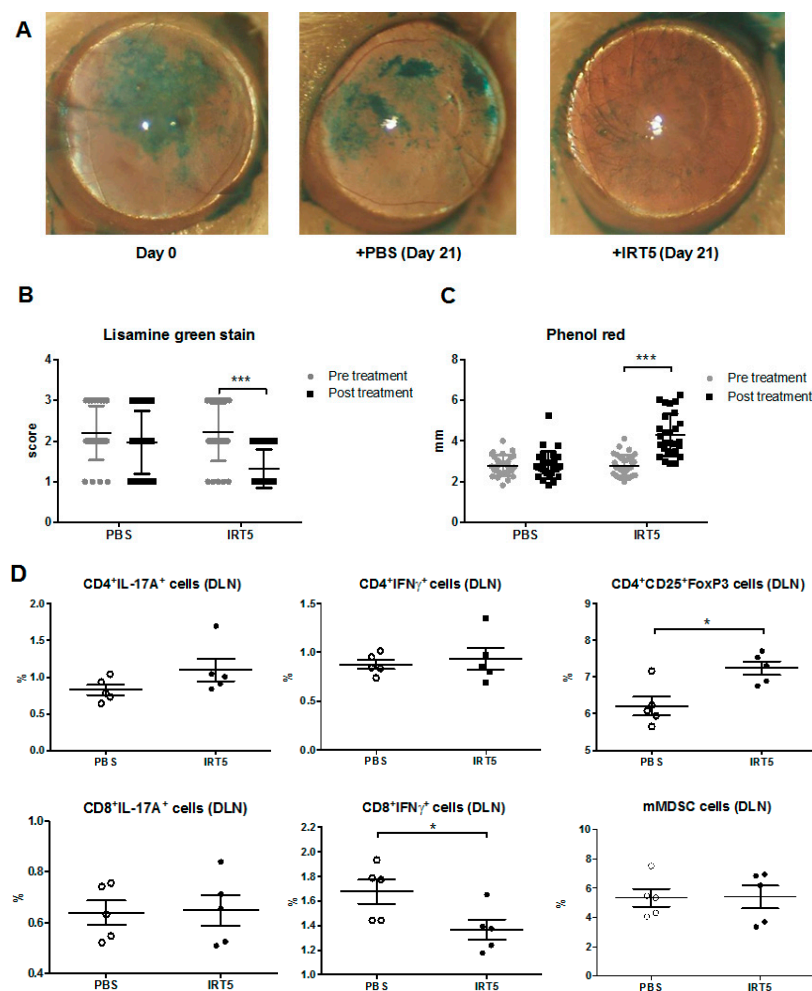 A
Day 0
+PBS (Day 21)
+IRT5 (Day 21)
B
Lisamine green stain
4
3
2
1
0
score
***
PBS
IRT5
Pre treatment
Post treatment
C
Phenol red
8
6
4
2
0
mm
***
PBS
IRT5
Pre treatment
Post treatment
D
CD4⁺IL-17A⁺ cells (DLN)
2.0
1.5
1.0
0.5
0.0
%
PBS
IRT5
CD4⁺IFNγ⁺ cells (DLN)
1.5
1.0
0.5
0.0
%
PBS
IRT5
CD4⁺CD25⁺FoxP3 cells (DLN)
9
8
7
6
5
%
*
PBS
IRT5
CD8⁺IL-17A⁺ cells (DLN)
1.0
0.8
0.6
0.4
%
PBS
IRT5
CD8⁺IFNγ⁺ cells (DLN)
2.2
2.0
1.8
1.6
1.4
1.2
1.0
%
*
PBS
IRT5
mMDSC cells (DLN)
10
8
6
4
2
0
%
PBS
IRT5